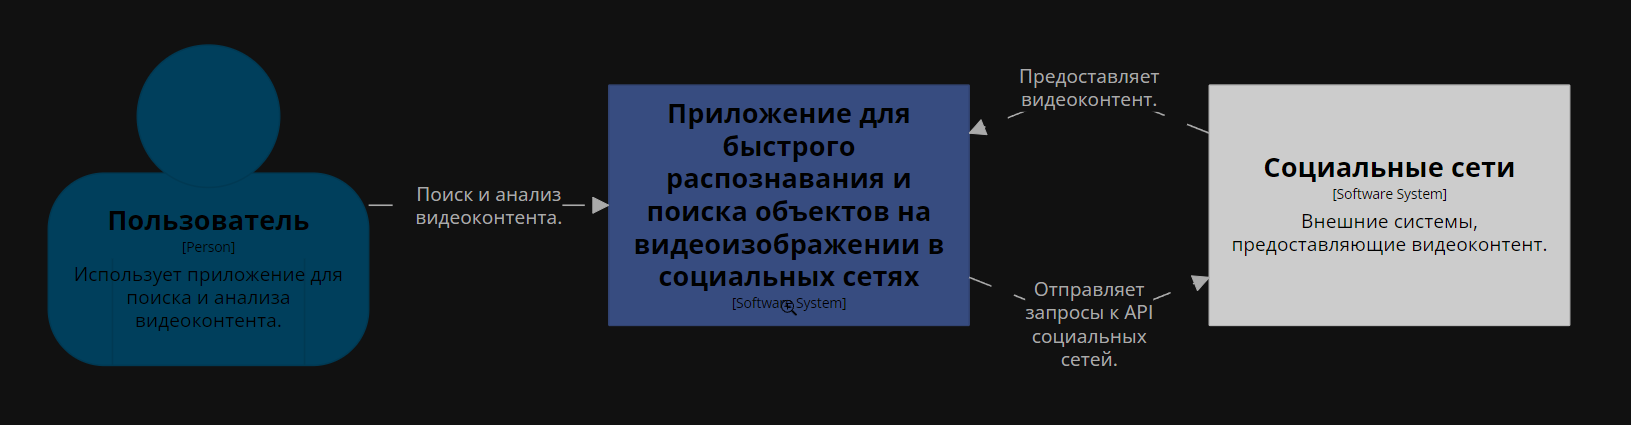 Пользователь
[Person]
Использует приложение для
поиска и анализа
видеоконтента.
Поиск и анализ
видеоконтента.
Приложение для
быстрого
распознавания и
поиска объектов на
видеоизображении в
социальных сетях
[Software System]
Предоставляет
видеоконтент.
Отправляет
запросы к API
социальных
сетей.
Социальные сети
[Software System]
Внешние системы,
предоставляющие видеоконтент.